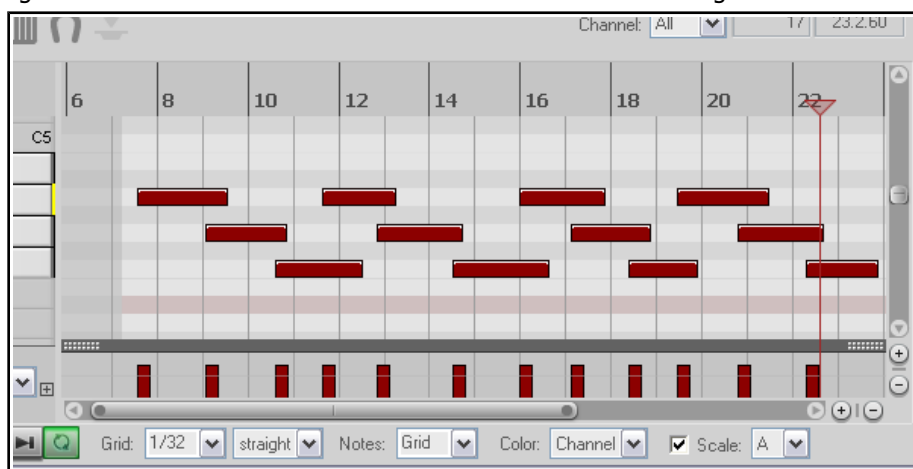 Channel: All 17 23.2.60
6 8 10 12 14 16 18 20 22
C5
Grid: 1/32 straight Notes: Grid Color: Channel Scale: A